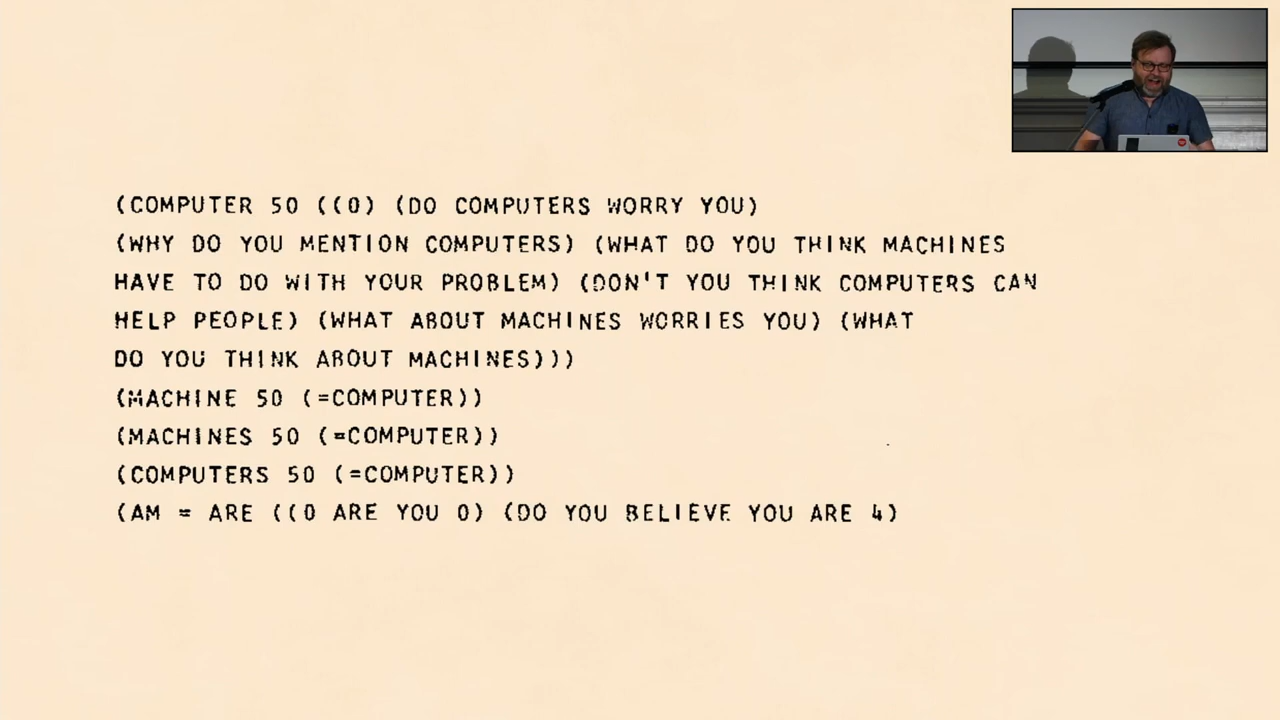 (COMPUTER 50 ((0) (DO COMPUTERS WORRY YOU)
(WHY DO YOU MENTION COMPUTERS) (WHAT DO YOU THINK MACHINES
HAVE TO DO WITH YOUR PROBLEM) (DON'T YOU THINK COMPUTERS CAN
HELP PEOPLE) (WHAT ABOUT MACHINES WORRIES YOU) (WHAT
DO YOU THINK ABOUT MACHINES)))
(MACHINE 50 (=COMPUTER))
(MACHINES 50 (=COMPUTER))
(COMPUTERS 50 (=COMPUTER))
(AM = ARE ((0 ARE YOU 0) (DO YOU BELIEVE YOU ARE 4)